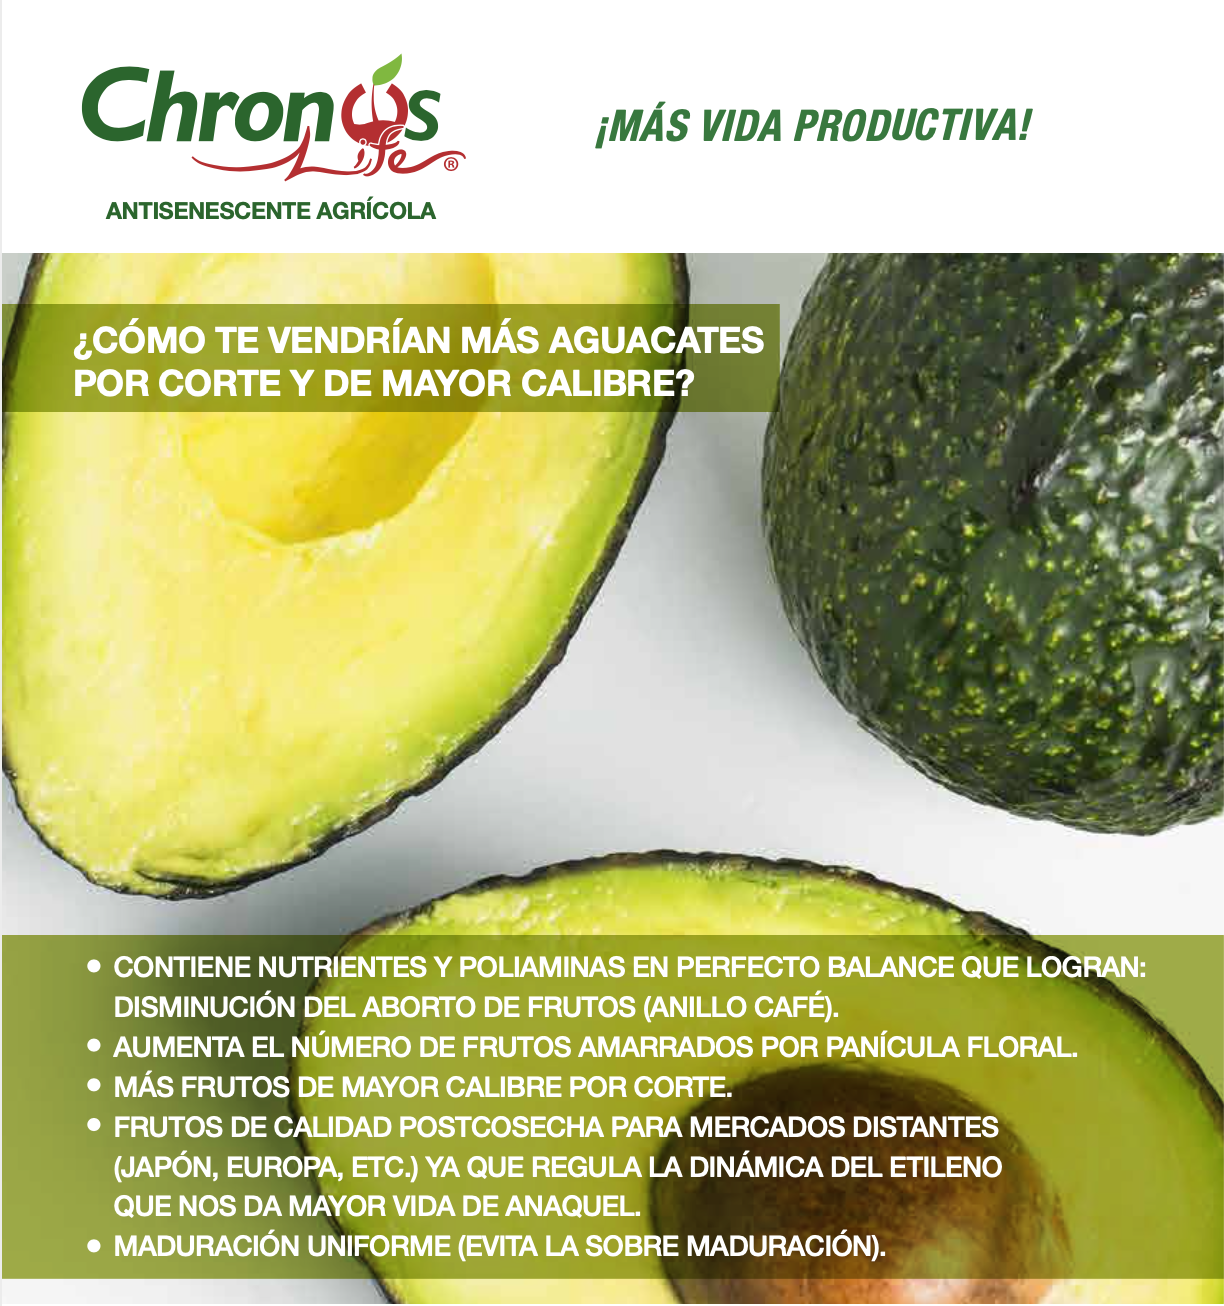 Chronos
Life®
ANTISENESCENTE AGRÍCOLA
¡MÁS VIDA PRODUCTIVA!
¿CÓMO TE VENDRÍAN MÁS AGUACATES
POR CORTE Y DE MAYOR CALIBRE?
• CONTIENE NUTRIENTES Y POLIAMINAS EN PERFECTO BALANCE QUE LOGRAN:
DISMINUCIÓN DEL ABORTO DE FRUTOS (ANILLO CAFÉ).
• AUMENTA EL NÚMERO DE FRUTOS AMARRADOS POR PANÍCULA FLORAL.
• MÁS FRUTOS DE MAYOR CALIBRE POR CORTE.
• FRUTOS DE CALIDAD POSTCOSECHA PARA MERCADOS DISTANTES
(JAPÓN, EUROPA, ETC.) YA QUE REGULA LA DINÁMICA DEL ETILENO
QUE NOS DA MAYOR VIDA DE ANAQUEL.
• MADURACIÓN UNIFORME (EVITA LA SOBRE MADURACIÓN).